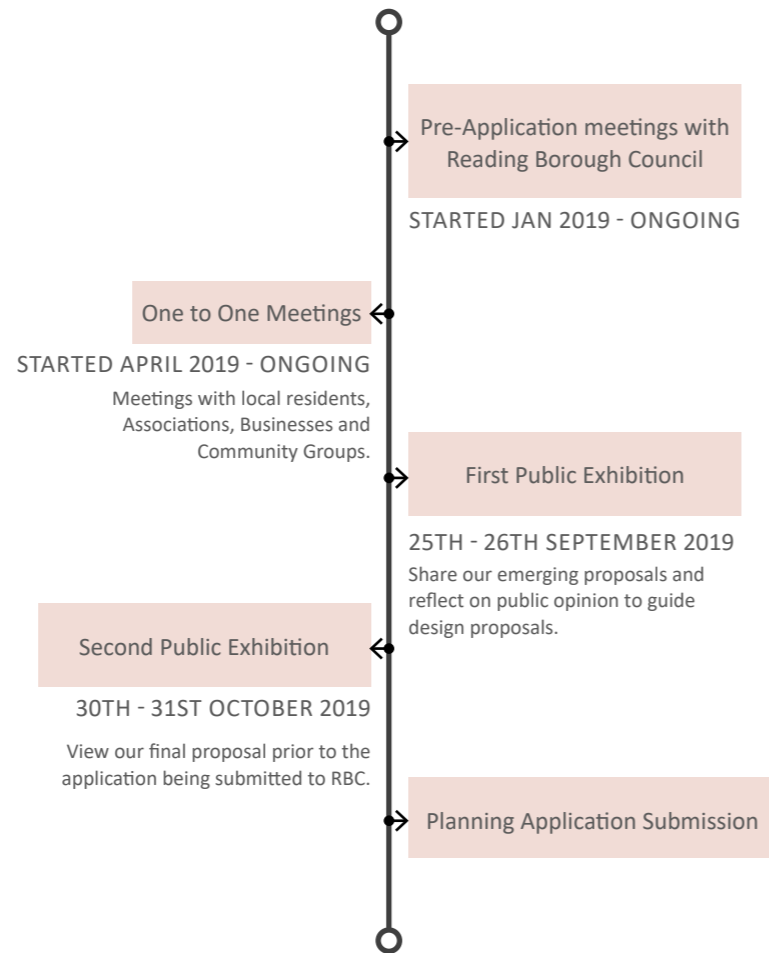 Pre-Application meetings with
Reading Borough Council
STARTED JAN 2019 - ONGOING
One to One Meetings
STARTED APRIL 2019 - ONGOING
Meetings with local residents,
Associations, Businesses and
Community Groups.
First Public Exhibition
25TH - 26TH SEPTEMBER 2019
Share our emerging proposals and
reflect on public opinion to guide
design proposals.
Second Public Exhibition
30TH - 31ST OCTOBER 2019
View our final proposal prior to the
application being submitted to RBC.
Planning Application Submission